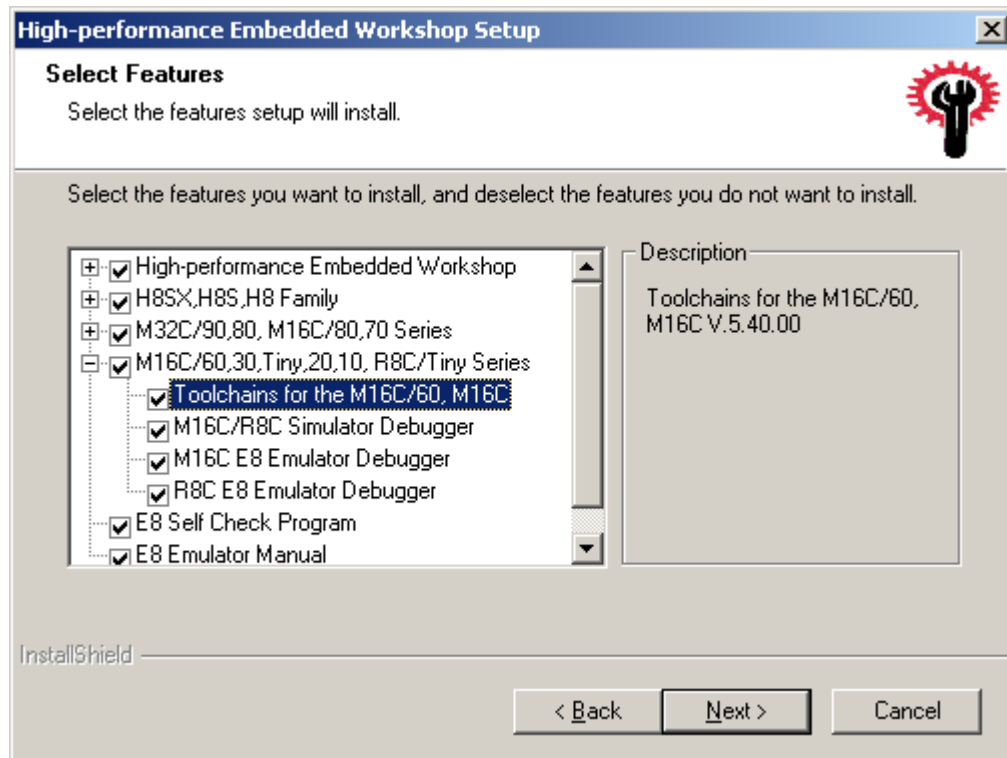 High-performance Embedded Workshop Setup
Select Features
Select the features setup will install.
Select the features you want to install, and deselect the features you do not want to install.
High-performance Embedded Workshop
H8SX,H8S,H8 Family
M32C/90,80, M16C/80,70 Series
M16C/60,30,Tiny,20,10, R8C/Tiny Series
Toolchains for the M16C/60, M16C
M16C/R8C Simulator Debugger
M16C E8 Emulator Debugger
R8C E8 Emulator Debugger
E8 Self Check Program
E8 Emulator Manual
Description
Toolchains for the M16C/60,
M16C V.5.40.00
InstallShield
< Back
Next >
Cancel